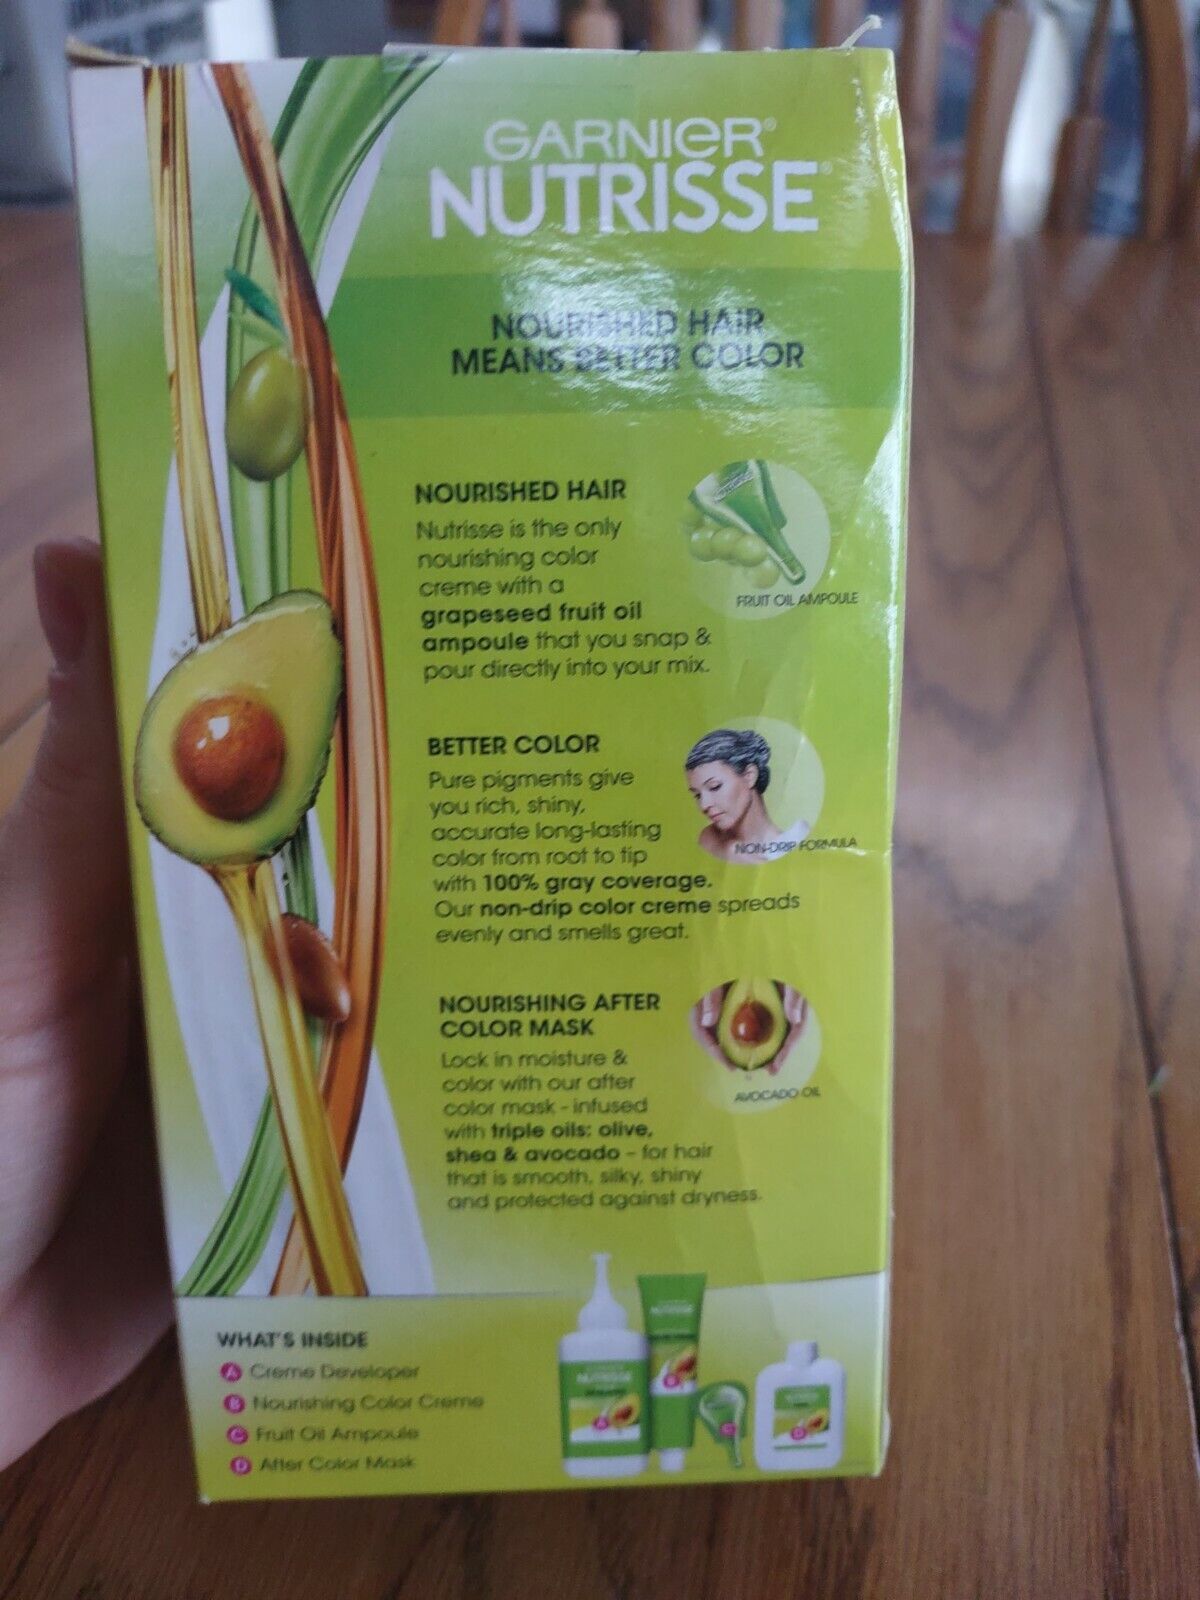 GARNIER®
NUTRISSE®
NOURISHED HAIR
MEANS BETTER COLOR
NOURISHED HAIR
Nutrisse is the only
nourishing color
creme with a
grapeseed fruit oil
ampoule that you snap &
pour directly into your mix.
FRUIT OIL AMPOULE
BETTER COLOR
Pure pigments give
you rich, shiny,
accurate long-lasting
color from root to tip
with 100% gray coverage.
Our non-drip color creme spreads
evenly and smells great.
NON-DRIP FORMULA
NOURISHING AFTER
COLOR MASK
Lock in moisture &
color with our after
color mask - infused
with triple oils: olive,
shea & avocado - for hair
that is smooth, silky, shiny
and protected against dryness.
AVOCADO OIL
WHAT'S INSIDE
A Creme Developer
B Nourishing Color Creme
C Fruit Oil Ampoule
D After Color Mask
GARNIER
NUTRISSE
A
NUTRISSE
B
C
D